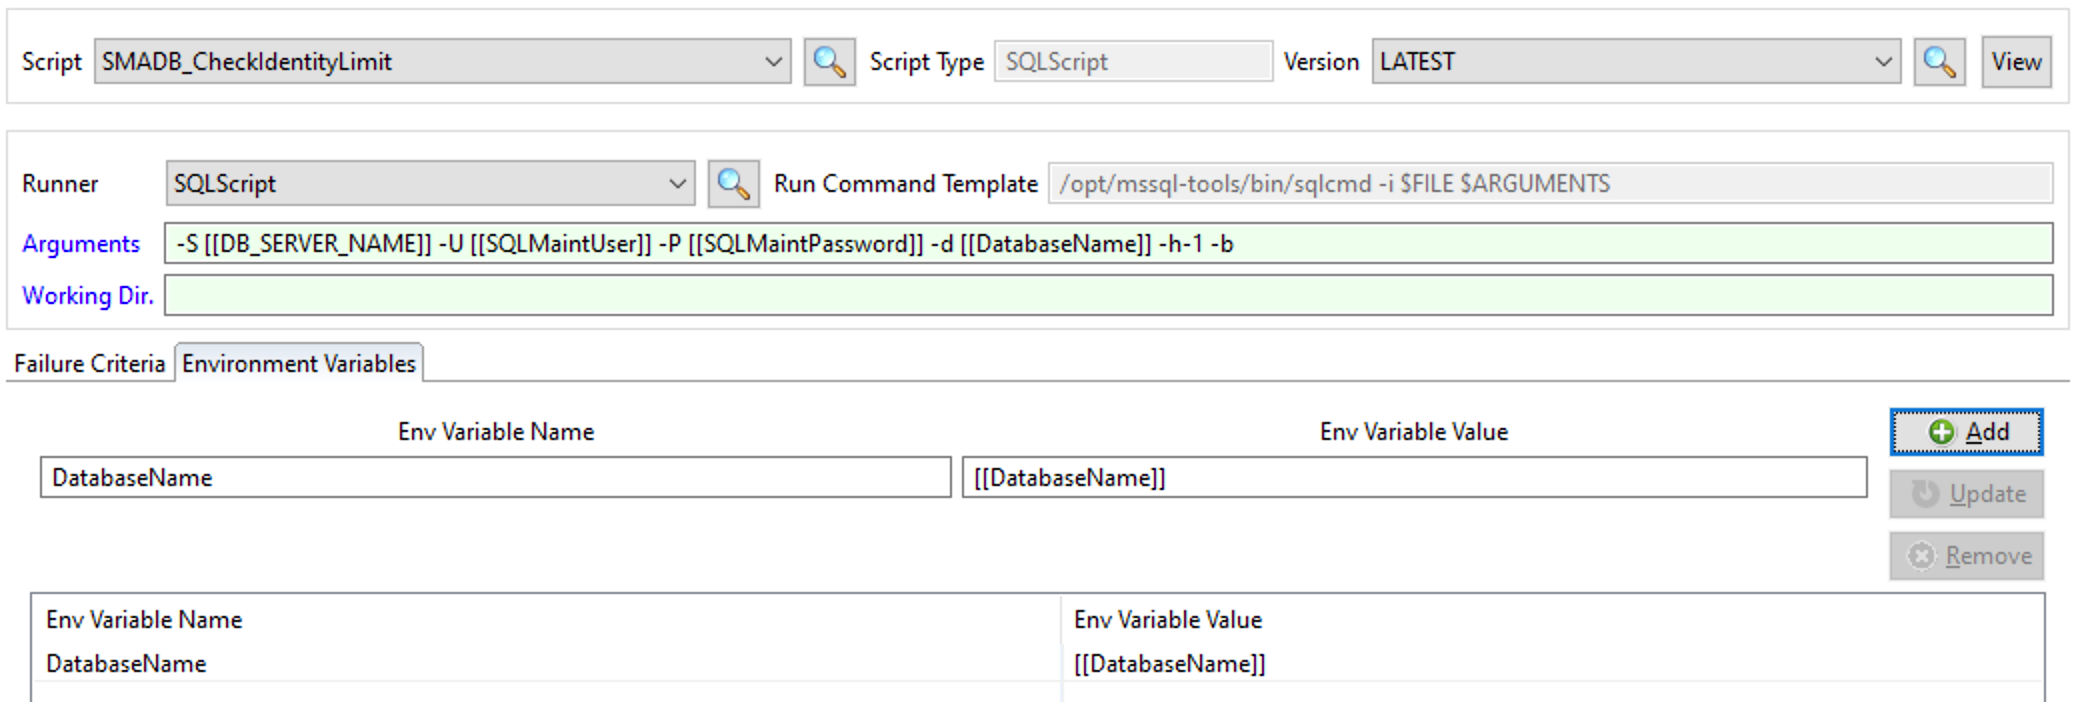 Script SMADB_CheckIdentityLimit Script Type SQLScript Version LATEST View
Runner SQLScript Run Command Template /opt/mssql-tools/bin/sqlcmd -i $FILE $ARGUMENTS
Arguments -S [[DB_SERVER_NAME]] -U [[SQLMaintUser]] -P [[SQLMaintPassword]] -d [[DatabaseName]] -h-1 -b
Working Dir.
Failure Criteria Environment Variables
Env Variable Name Env Variable Value Add
DatabaseName [[DatabaseName]]
Update
Remove
Env Variable Name Env Variable Value
DatabaseName [[DatabaseName]]